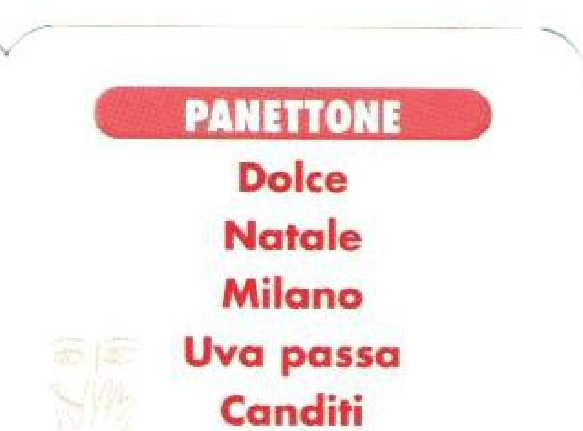 PANETTONE
Dolce
Natale
Milano
Uva passa
Canditi